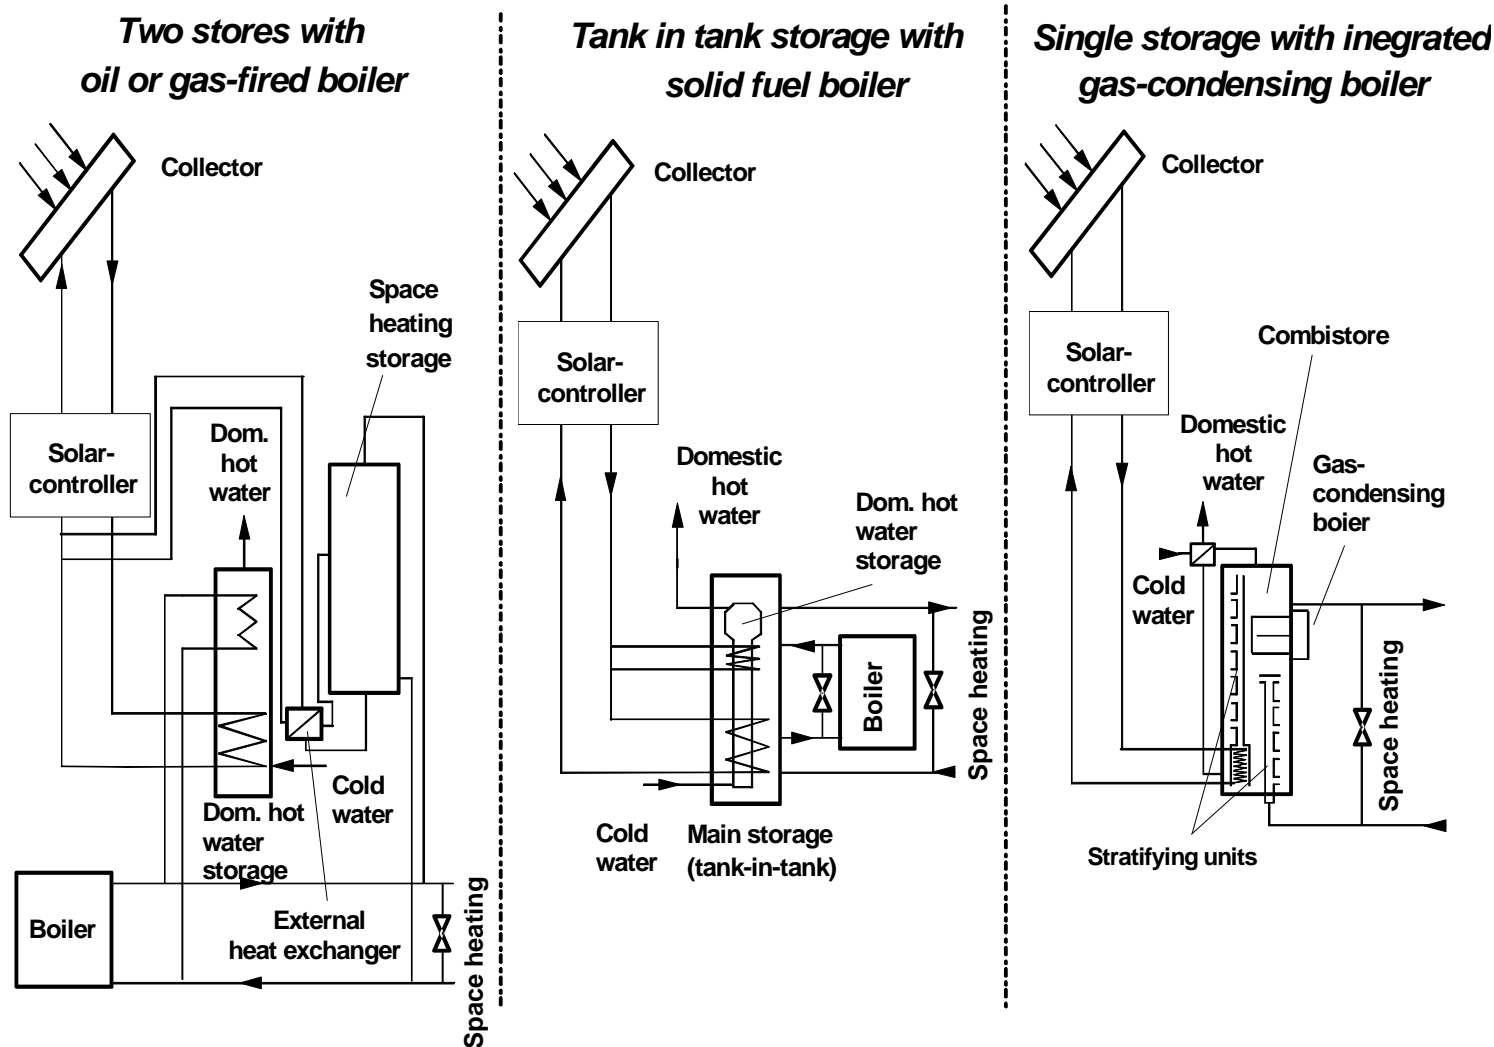 Two stores with
oil or gas-fired boiler
Collector
Space
heating
storage
Solar-
controller
Dom.
hot
water
Cold
water
Dom. hot
water
storage
Boiler
External
heat exchanger
Space heating
Tank in tank storage with
solid fuel boiler
Collector
Solar-
controller
Domestic
hot
water
Dom. hot
water
storage
Boiler
Space heating
Cold
water
Main storage
(tank-in-tank)
Single storage with inegrated
gas-condensing boiler
Collector
Solar-
controller
Combistore
Domestic
hot
water
Gas-
condensing
boier
Cold
water
Space heating
Stratifying units